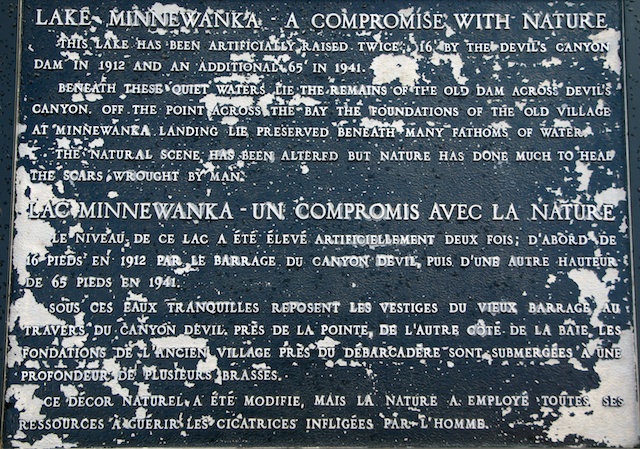 LAKE MINNEWANKA - A COMPROMISE WITH NATURE
THIS LAKE HAS BEEN ARTIFICIALLY RAISED TWICE; 16' BY THE DEVIL'S CANYON
DAM IN 1912 AND AN ADDITIONAL 65' IN 1941.
BENEATH THESE QUIET WATERS LIE THE REMAINS OF THE OLD DAM ACROSS DEVIL'S
CANYON. OFF THE POINT ACROSS THE BAY THE FOUNDATIONS OF THE OLD VILLAGE
AT MINNEWANKA LANDING LIE PRESERVED BENEATH MANY FATHOMS OF WATER.
THE NATURAL SCENE HAS BEEN ALTERED BUT NATURE HAS DONE MUCH TO HEAL
THE SCARS WROUGHT BY MAN.
LAC MINNEWANKA - UN COMPROMIS AVEC LA NATURE
LE NIVEAU DE CE LAC A ÉTÉ ÉLEVÉ ARTIFICIELLEMENT DEUX FOIS; D'ABORD DE
16 PIEDS EN 1912 PAR LE BARRAGE DU CANYON DEVIL, PUIS D'UNE AUTRE HAUTEUR
DE 65 PIEDS EN 1941.
SOUS CES EAUX TRANQUILLES REPOSENT LES VESTIGES DU VIEUX BARRAGE AU
TRAVERS DU CANYON DEVIL. PRÈS DE LA POINTE, DE L'AUTRE CÔTÉ DE LA BAIE, LES
FONDATIONS DE L'ANCIEN VILLAGE PRÈS DU DÉBARCADÈRE SONT SUBMERGÉES À UNE
PROFONDEUR DE PLUSIEURS BRASSES.
CE DÉCOR NATUREL A ÉTÉ MODIFIÉ, MAIS LA NATURE A EMPLOYÉ TOUTES SES
RESSOURCES À GUÉRIR LES CICATRICES INFLIGÉES PAR L'HOMME.